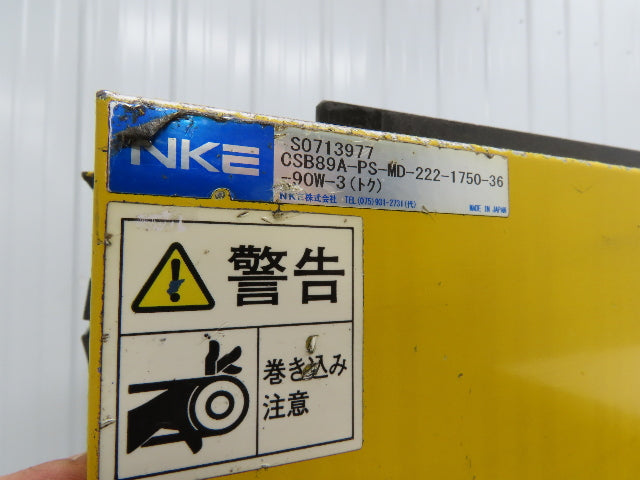 NKE
SO713977
CSB89A-PS-MD-222-1750-36
-90W-3(トク)
NKE株式会社 TEL(075)931-2731(代)
MADE IN JAPAN
警告
巻き込み
注意